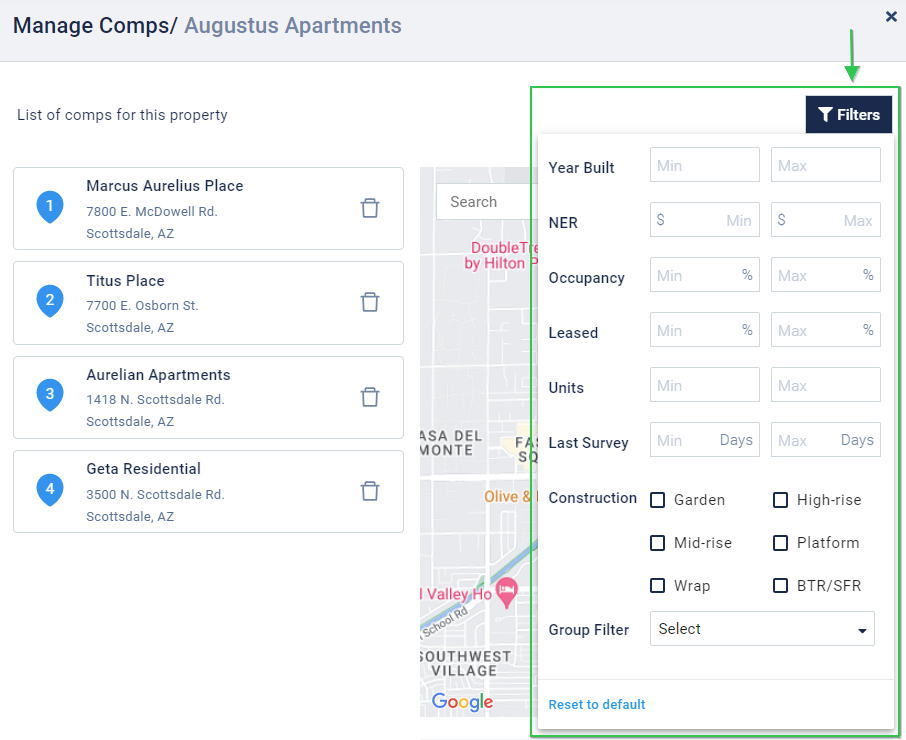 Manage Comps/ Augustus Apartments
List of comps for this property
1
Marcus Aurelius Place
7800 E. McDowell Rd.
Scottsdale, AZ
2
Titus Place
7700 E. Osborn St.
Scottsdale, AZ
3
Aurelian Apartments
1418 N. Scottsdale Rd.
Scottsdale, AZ
4
Geta Residential
3500 N. Scottsdale Rd.
Scottsdale, AZ
Search
DoubleTre
by Hilton P
ASA DEL
MONTE
FAS
SQ
Olive &
l Valley Ho
School Rd
SOUTHWEST
VILLAGE
Google
Filters
Year Built Min Max
NER $ Min $ Max
Occupancy Min % Max %
Leased Min % Max %
Units Min Max
Last Survey Min Days Max Days
Construction Garden High-rise
Mid-rise Platform
Wrap BTR/SFR
Group Filter Select
Reset to default